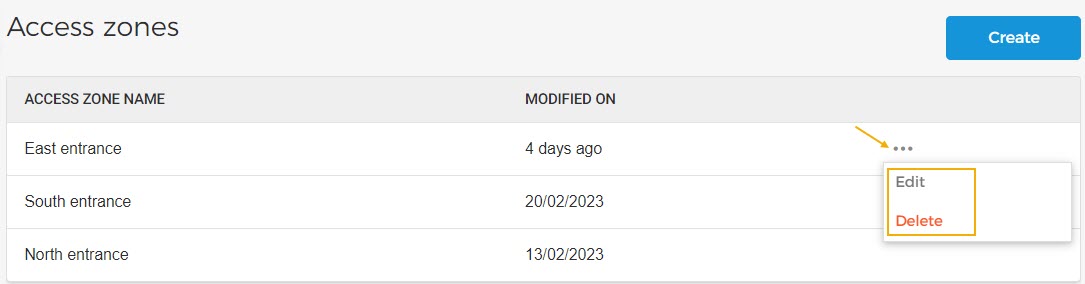 Access zones
Create
ACCESS ZONE NAME MODIFIED ON
East entrance 4 days ago
Edit
South entrance 20/02/2023
Delete
North entrance 13/02/2023